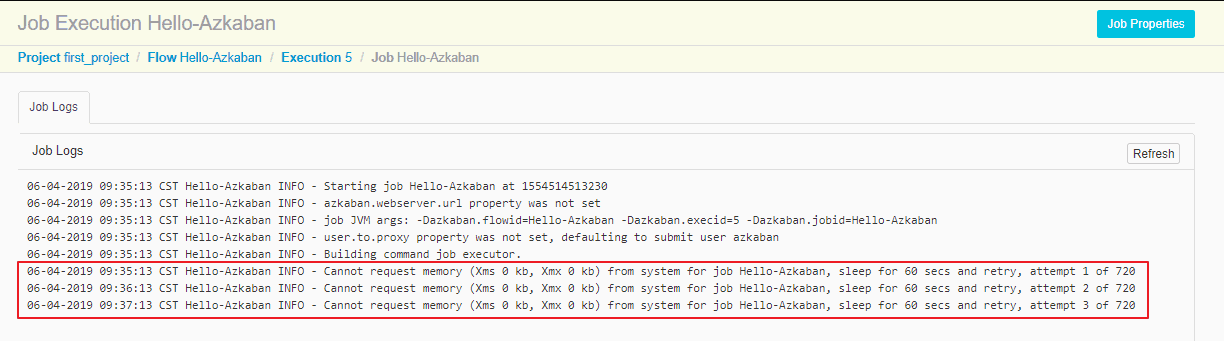 Job Execution Hello-Azkaban
Job Properties
Project first_project / Flow Hello-Azkaban / Execution 5 / Job Hello-Azkaban
Job Logs
Job Logs
Refresh
06-04-2019 09:35:13 CST Hello-Azkaban INFO - Starting job Hello-Azkaban at 1554514513230
06-04-2019 09:35:13 CST Hello-Azkaban INFO - azkaban.webserver.url property was not set
06-04-2019 09:35:13 CST Hello-Azkaban INFO - job JVM args: -Dazkaban.flowid=Hello-Azkaban -Dazkaban.execid=5 -Dazkaban.jobid=Hello-Azkaban
06-04-2019 09:35:13 CST Hello-Azkaban INFO - user.to.proxy property was not set, defaulting to submit user azkaban
06-04-2019 09:35:13 CST Hello-Azkaban INFO - Building command job executor.
06-04-2019 09:35:13 CST Hello-Azkaban INFO - Cannot request memory (Xms 0 kb, Xmx 0 kb) from system for job Hello-Azkaban, sleep for 60 secs and retry, attempt 1 of 720
06-04-2019 09:36:13 CST Hello-Azkaban INFO - Cannot request memory (Xms 0 kb, Xmx 0 kb) from system for job Hello-Azkaban, sleep for 60 secs and retry, attempt 2 of 720
06-04-2019 09:37:13 CST Hello-Azkaban INFO - Cannot request memory (Xms 0 kb, Xmx 0 kb) from system for job Hello-Azkaban, sleep for 60 secs and retry, attempt 3 of 720